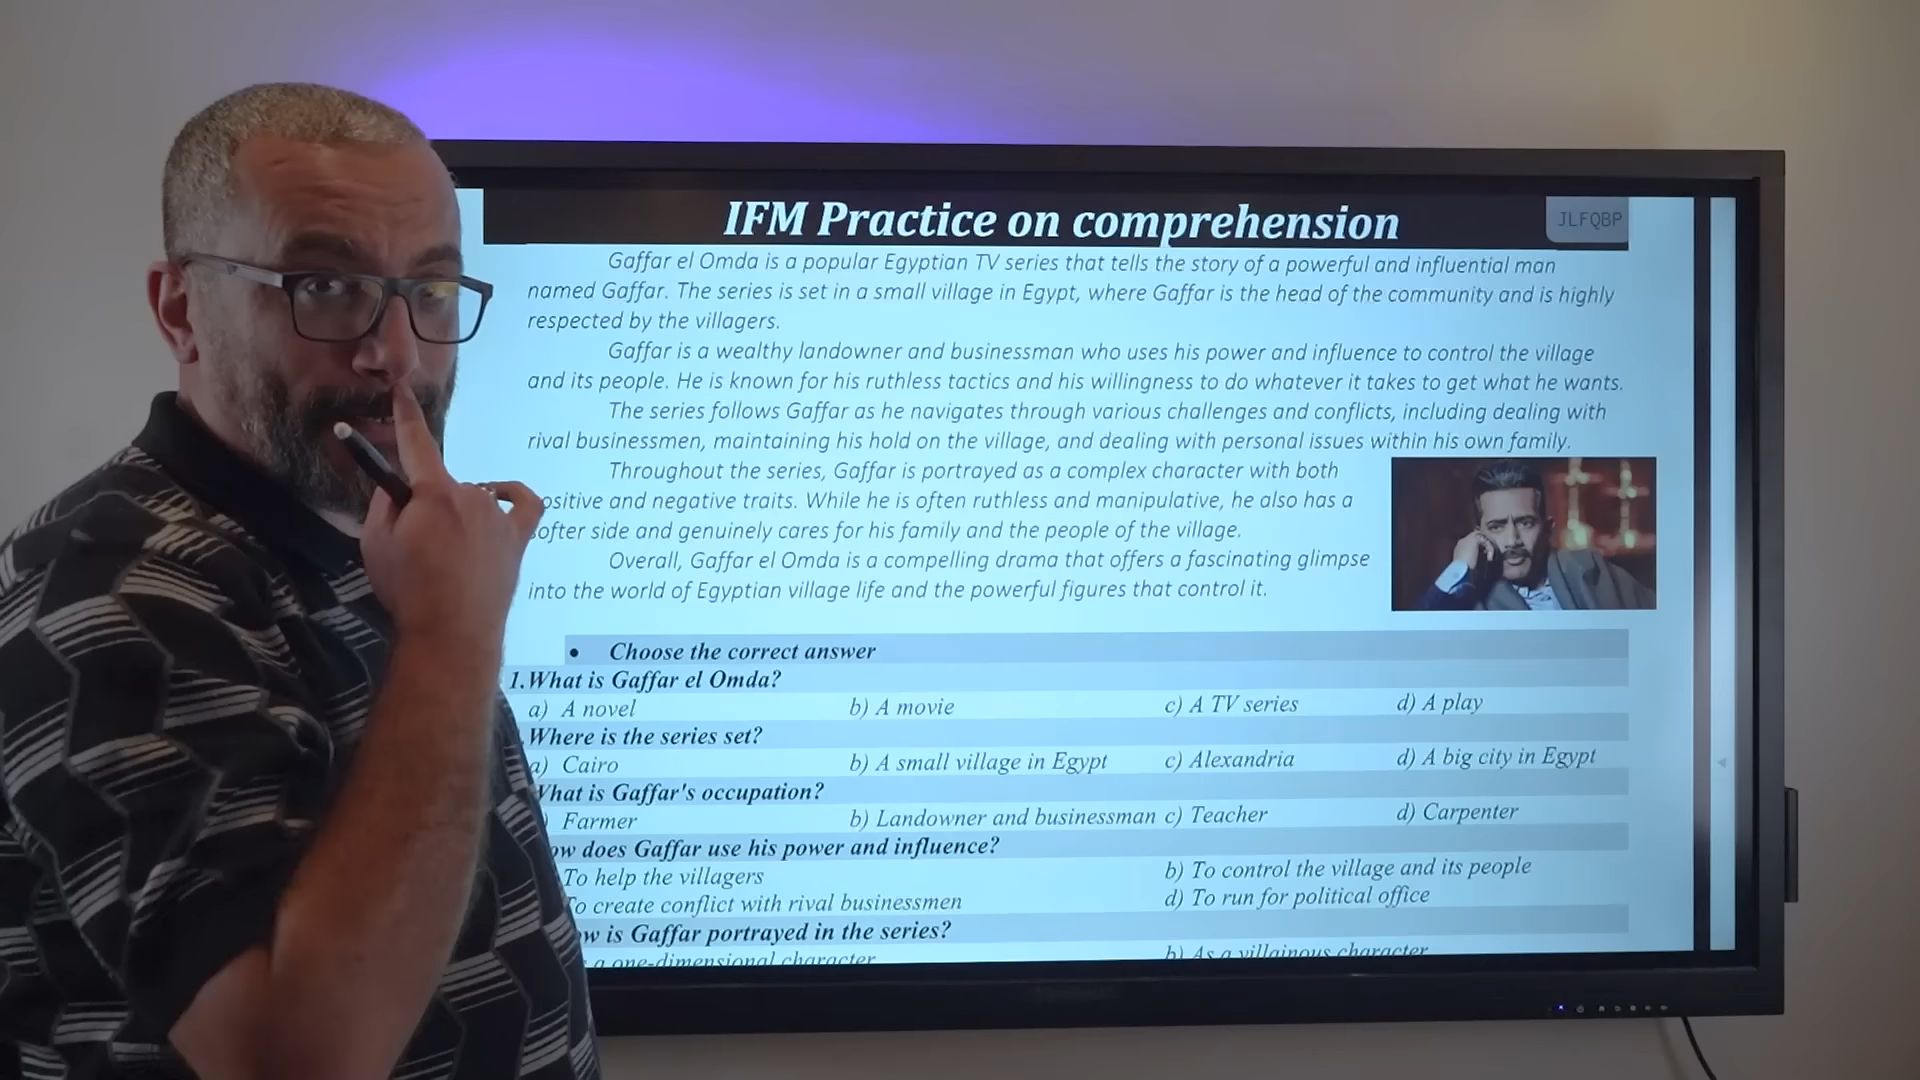 IFM Practice on comprehension
JLFQBP
Gaffar el Omda is a popular Egyptian TV series that tells the story of a powerful and influential man
named Gaffar. The series is set in a small village in Egypt, where Gaffar is the head of the community and is highly
respected by the villagers.
Gaffar is a wealthy landowner and businessman who uses his power and influence to control the village
and its people. He is known for his ruthless tactics and his willingness to do whatever it takes to get what he wants.
The series follows Gaffar as he navigates through various challenges and conflicts, including dealing with
rival businessmen, maintaining his hold on the village, and dealing with personal issues within his own family.
Throughout the series, Gaffar is portrayed as a complex character with both
ositive and negative traits. While he is often ruthless and manipulative, he also has a
softer side and genuinely cares for his family and the people of the village.
Overall, Gaffar el Omda is a compelling drama that offers a fascinating glimpse
into the world of Egyptian village life and the powerful figures that control it.
• Choose the correct answer
1.What is Gaffar el Omda?
a) A novel b) A movie c) A TV series d) A play
Where is the series set?
a) Cairo b) A small village in Egypt c) Alexandria d) A big city in Egypt
What is Gaffar's occupation?
) Farmer b) Landowner and businessman c) Teacher d) Carpenter
ow does Gaffar use his power and influence?
To help the villagers b) To control the village and its people
To create conflict with rival businessmen d) To run for political office
ow is Gaffar portrayed in the series?
a one-dimensional character b) As a villainous character